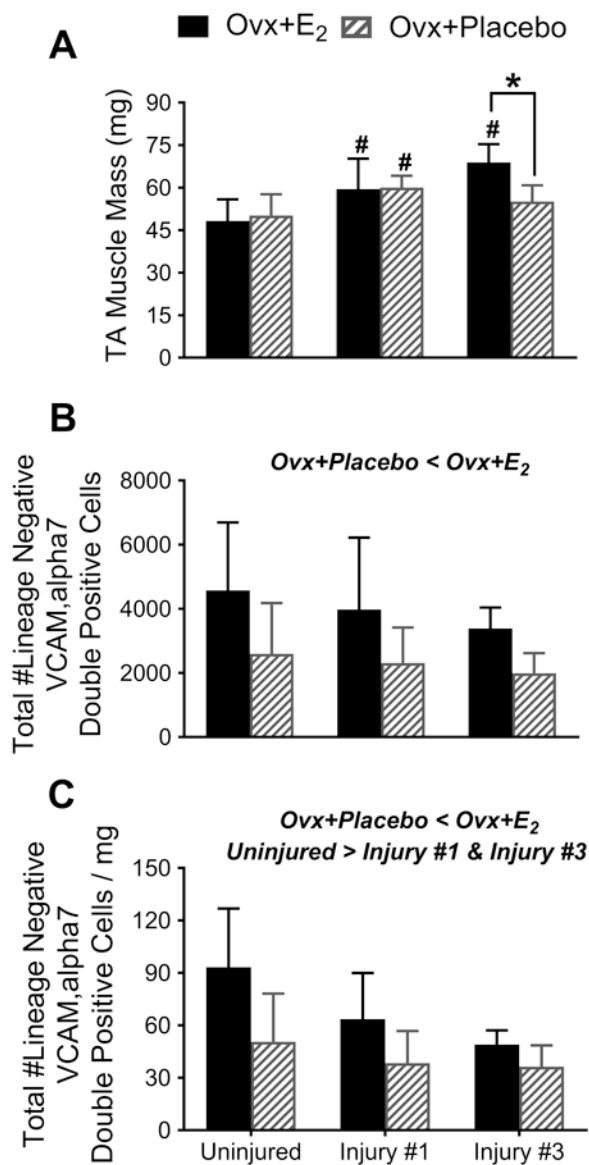 Ovx+E₂ Ovx+Placebo
A
TA Muscle Mass (mg)
90
75
60
45
30
15
0
# # # *
B
Total #Lineage Negative
VCAM,alpha7
Double Positive Cells
Ovx+Placebo < Ovx+E₂
8000
6000
4000
2000
0
C
Total #Lineage Negative
VCAM,alpha7
Double Positive Cells / mg
Ovx+Placebo < Ovx+E₂
Uninjured > Injury #1 & Injury #3
150
120
90
60
30
0
Uninjured Injury #1 Injury #3